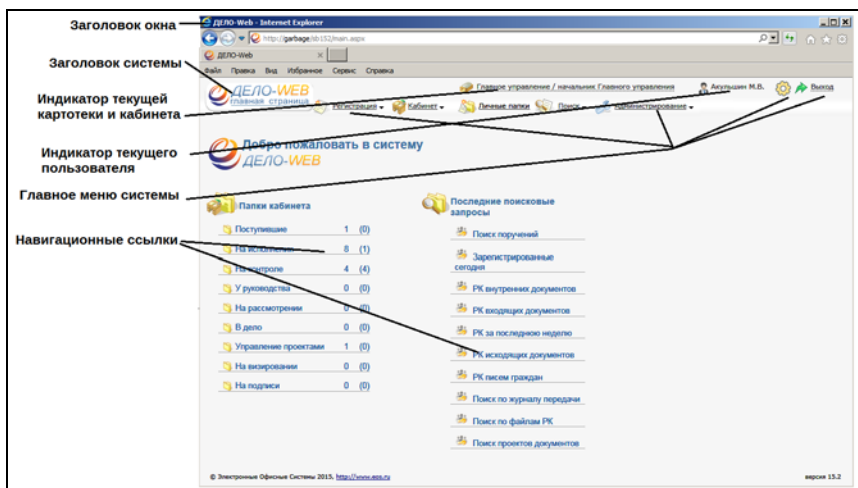 Заголовок окна
Заголовок системы
Индикатор текущей
картотеки и кабинета
Индикатор текущего
пользователя
Главное меню системы
Навигационные ссылки
ДЕЛО-Web - Internet Explorer
http://garbage/sb152/main.aspx
ДЕЛО-Web
Файл Правка Вид Избранное Сервис Справка
ДЕЛО-WEB
главная страница
Главное управление / начальник Главного управления
Акульшин М.В.
Выход
Регистрация Кабинет Личные папки Поиск Администрирование
Добро пожаловать в систему
ДЕЛО-WEB
Папки кабинета
Поступившие 1 (0)
На исполнении 8 (1)
На контроле 4 (4)
У руководства 0 (0)
На рассмотрении 0 (0)
В дело 0 (0)
Управление проектами 1 (0)
На визировании 0 (0)
На подписи 0 (0)
Последние поисковые
запросы
Поиск поручений
Зарегистрированные
сегодня
РК внутренних документов
РК входящих документов
РК за последнюю неделю
РК исходящих документов
РК писем граждан
Поиск по журналу передачи
Поиск по файлам РК
Поиск проектов документов
© Электронные Офисные Системы 2015, http://www.eos.ru
версия 15.2